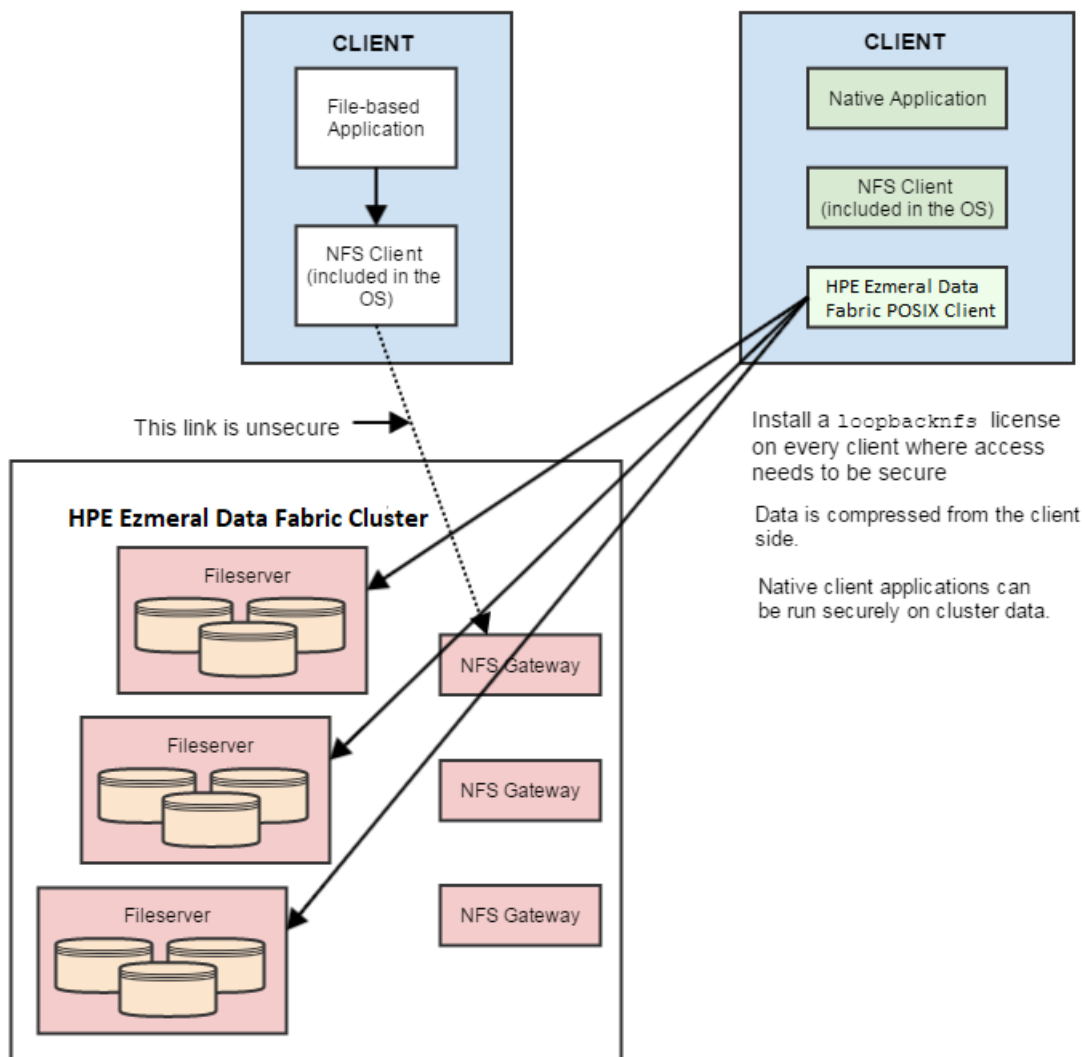 CLIENT
File-based
Application
NFS Client
(included in the
OS)
CLIENT
Native Application
NFS Client
(included in the OS)
HPE Ezmeral Data
Fabric POSIX Client
This link is unsecure
Install a loopbacknfs license
on every client where access
needs to be secure
Data is compressed from the client
side.
Native client applications can
be run securely on cluster data.
HPE Ezmeral Data Fabric Cluster
Fileserver
NFS Gateway
Fileserver
NFS Gateway
Fileserver
NFS Gateway